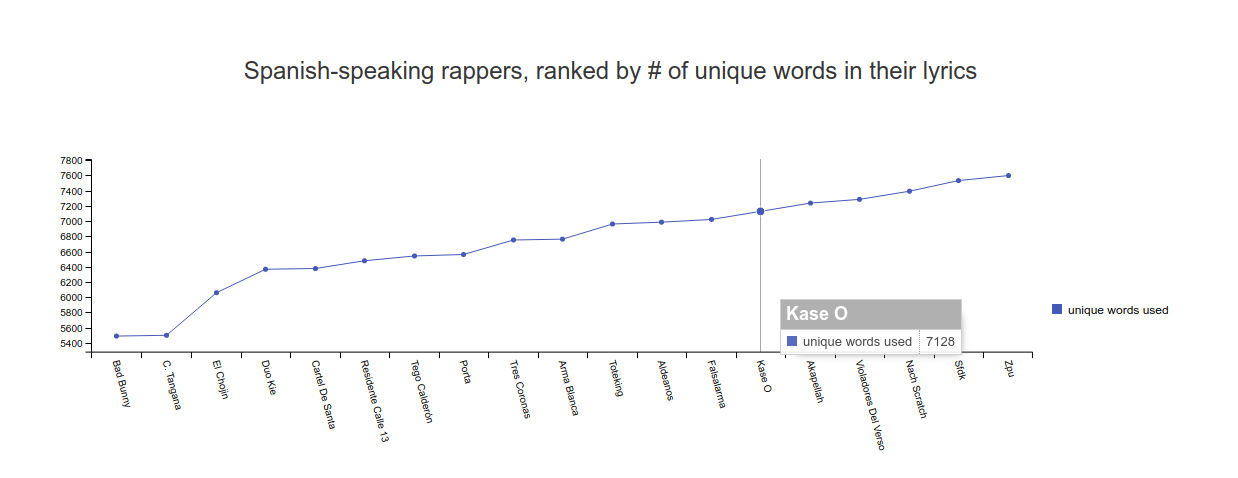 Spanish-speaking rappers, ranked by # of unique words in their lyrics
7800
7600
7400
7200
7000
6800
6600
6400
6200
6000
5800
5600
5400
Kase O
unique words used 7128
unique words used
Bad Bunny
C. Tangana
El Chojin
Duo Kie
Cartel De Santa
Residente Calle 13
Tego Calderón
Porta
Tres Coronas
Arma Blanca
Toteking
Aldeanos
Falsalarma
Kase O
Akapellah
Violadores Del Verso
Nach Scratch
Sfdk
Zpu